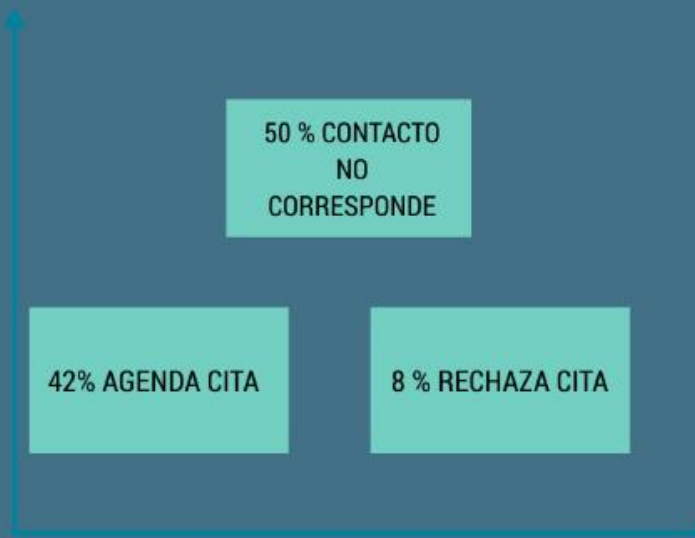 50 % CONTACTO
NO
CORRESPONDE
42% AGENDA CITA
8 % RECHAZA CITA